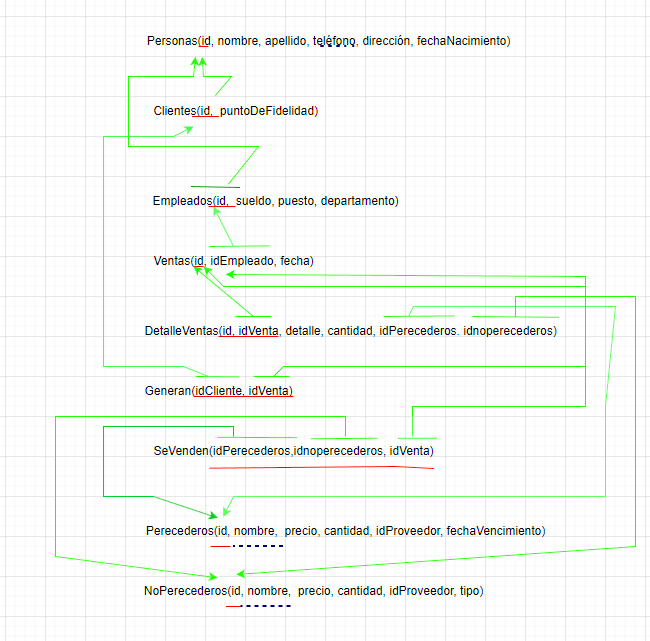 Personas(id, nombre, apellido, teléfono, dirección, fechaNacimiento)
Clientes(id, puntoDeFidelidad)
Empleados(id, sueldo, puesto, departamento)
Ventas(id, idEmpleado, fecha)
DetalleVentas(id, idVenta, detalle, cantidad, idPerecederos. idnoperecederos)
Generan(idCliente, idVenta)
SeVenden(idPerecederos,idnoperecederos, idVenta)
Perecederos(id, nombre, precio, cantidad, idProveedor, fechaVencimiento)
NoPerecederos(id, nombre, precio, cantidad, idProveedor, tipo)